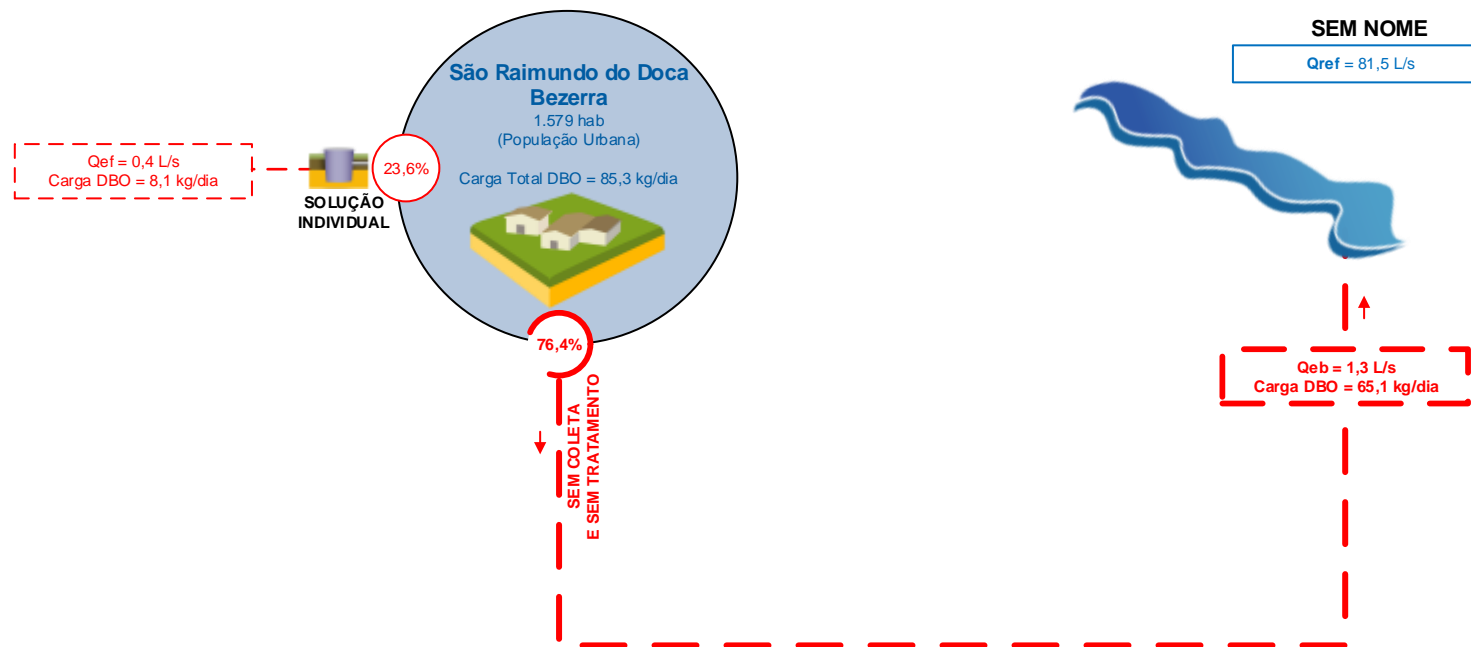 SEM NOME
Qref = 81,5 L/s
São Raimundo do Doca
Bezerra
1.579 hab
(População Urbana)
Carga Total DBO = 85,3 kg/dia
Qef = 0,4 L/s
Carga DBO = 8,1 kg/dia
23,6%
SOLUÇÃO
INDIVIDUAL
76,4%
SEM COLETA
E SEM TRATAMENTO
Qeb = 1,3 L/s
Carga DBO = 65,1 kg/dia